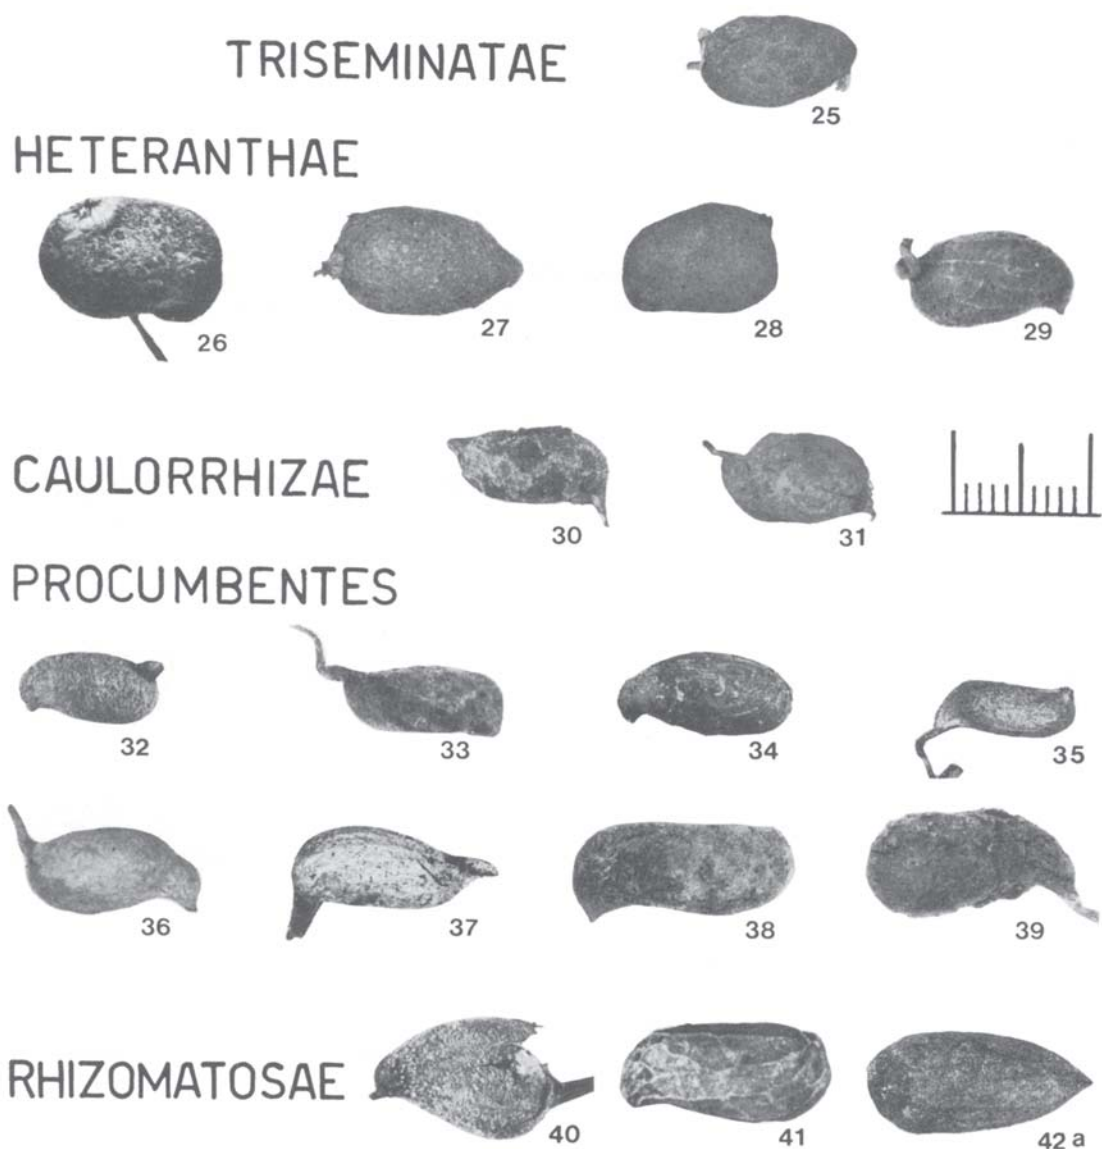 TRISEMINATAE
25
HETERANTHAE
26 27 28 29
CAULORRHIZAE
30 31
PROCUMBENTES
32 33 34 35
36 37 38 39
RHIZOMATOSAE
40 41 42 a